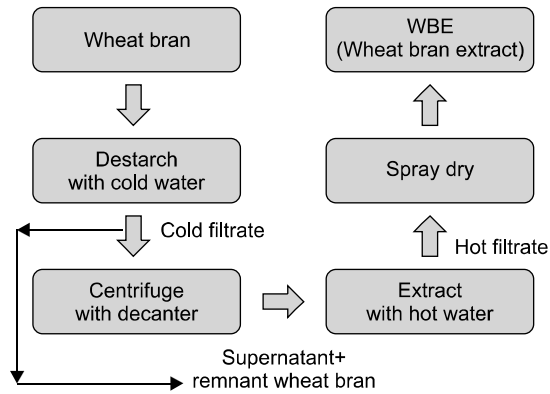 Wheat bran
Destarch
with cold water
Cold filtrate
Centrifuge
with decanter
Supernatant+
remnant wheat bran
Extract
with hot water
Hot filtrate
Spray dry
WBE
(Wheat bran extract)